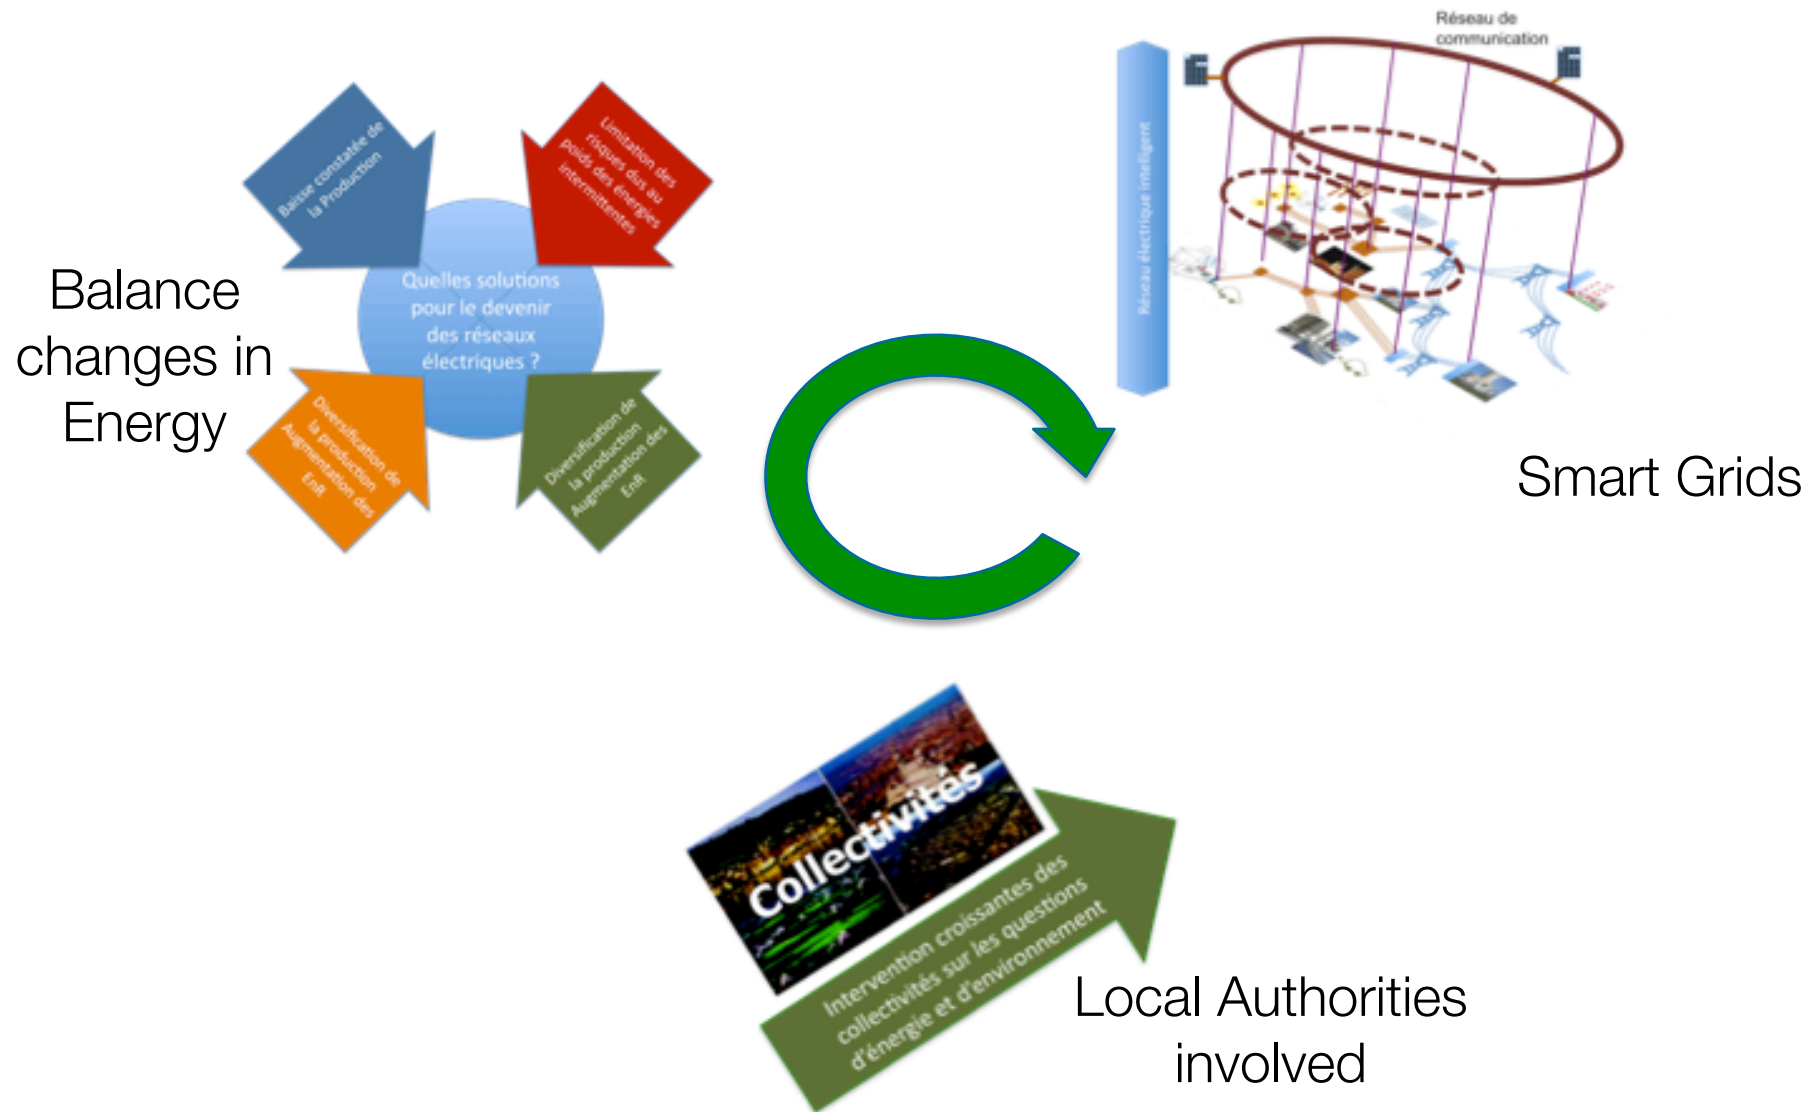 Balance
changes in
Energy
Baisse constatée de
la Production
Limitation des
risques dus au
poids des énergies
intermittentes
Quelles solutions
pour le devenir
des réseaux
électriques ?
Diversification de
la production
Augmentation des
EnR
Diversification de
la production
Augmentation des
EnR
Réseau de
communication
Réseau électrique intelligent
Smart Grids
Collectivités
Intervention croissantes des
collectivités sur les questions
d'énergie et d'environnement
Local Authorities
involved